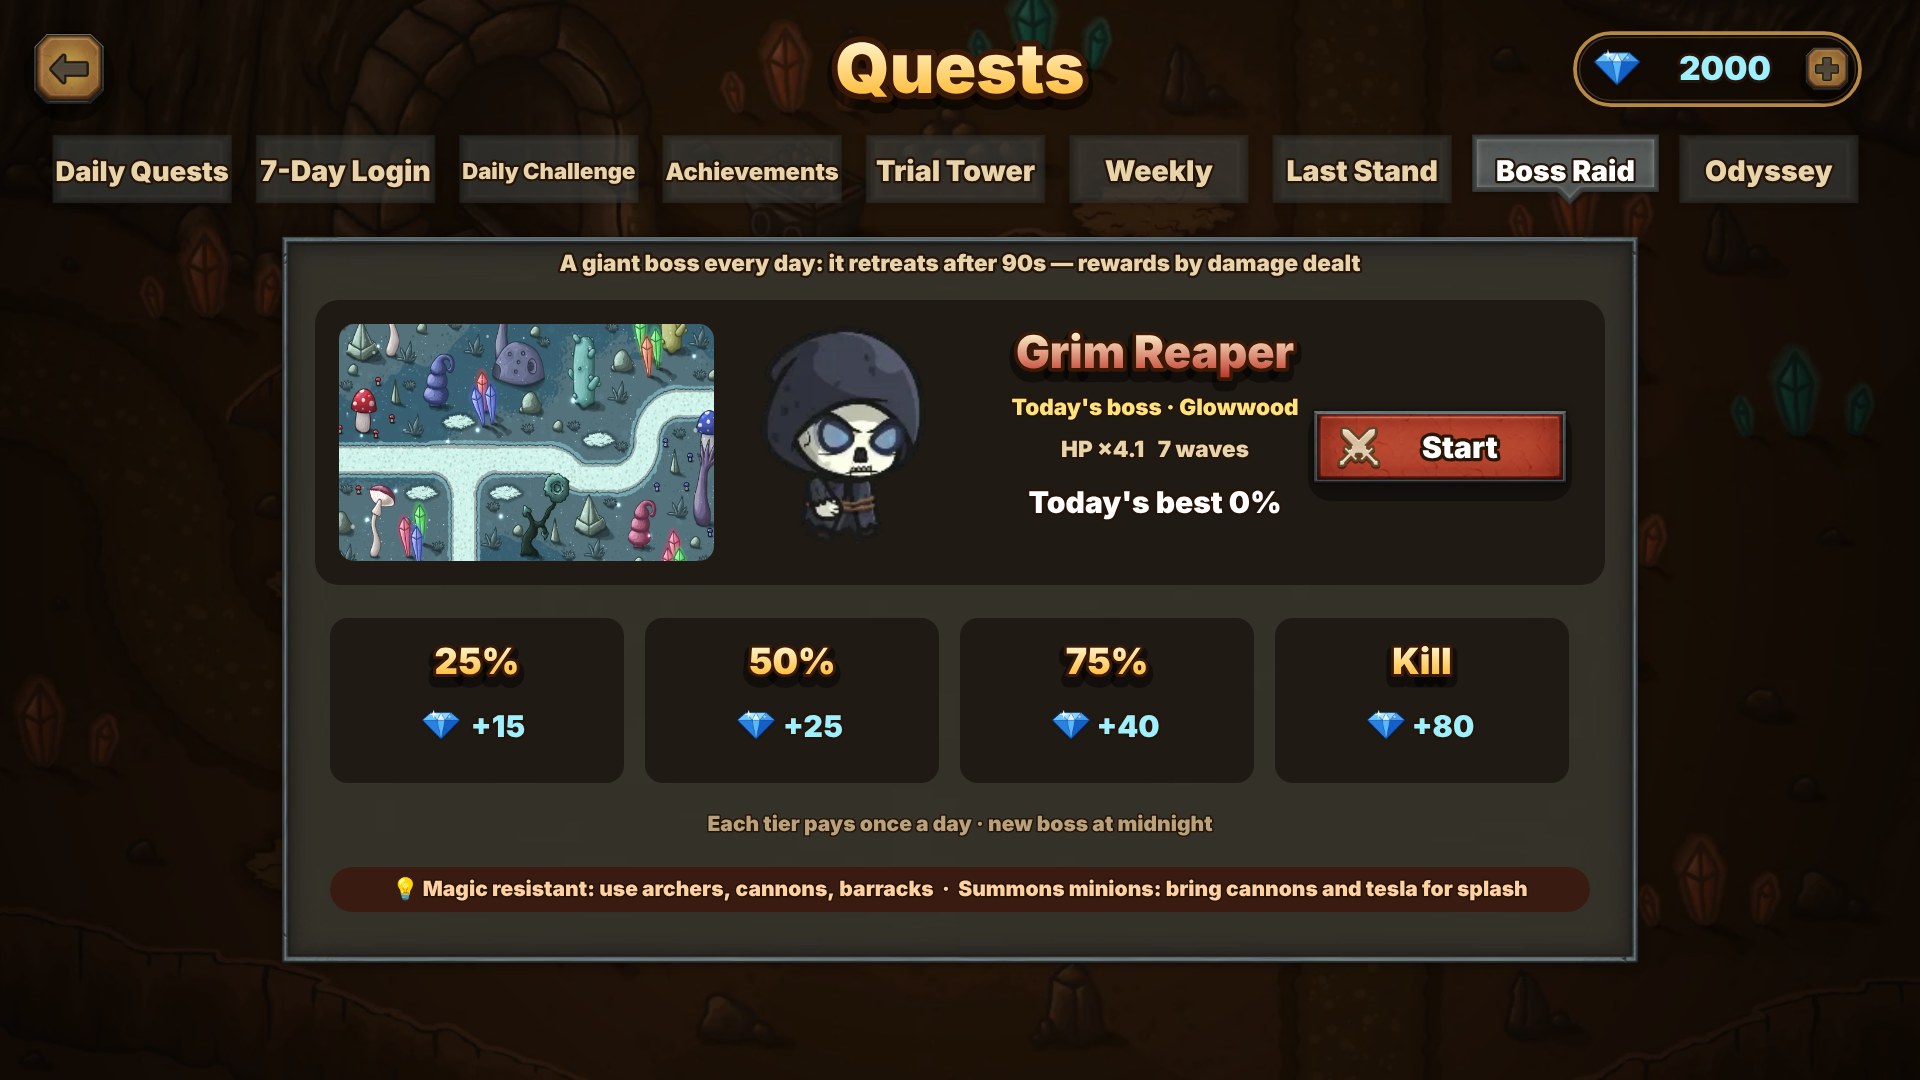 Quests
2000
Daily Quests
7-Day Login
Daily Challenge
Achievements
Trial Tower
Weekly
Last Stand
Boss Raid
Odyssey
A giant boss every day: it retreats after 90s — rewards by damage dealt
Grim Reaper
Today's boss · Glowwood
HP ×4.1 7 waves
Today's best 0%
Start
25%
+15
50%
+25
75%
+40
Kill
+80
Each tier pays once a day · new boss at midnight
Magic resistant: use archers, cannons, barracks · Summons minions: bring cannons and tesla for splash